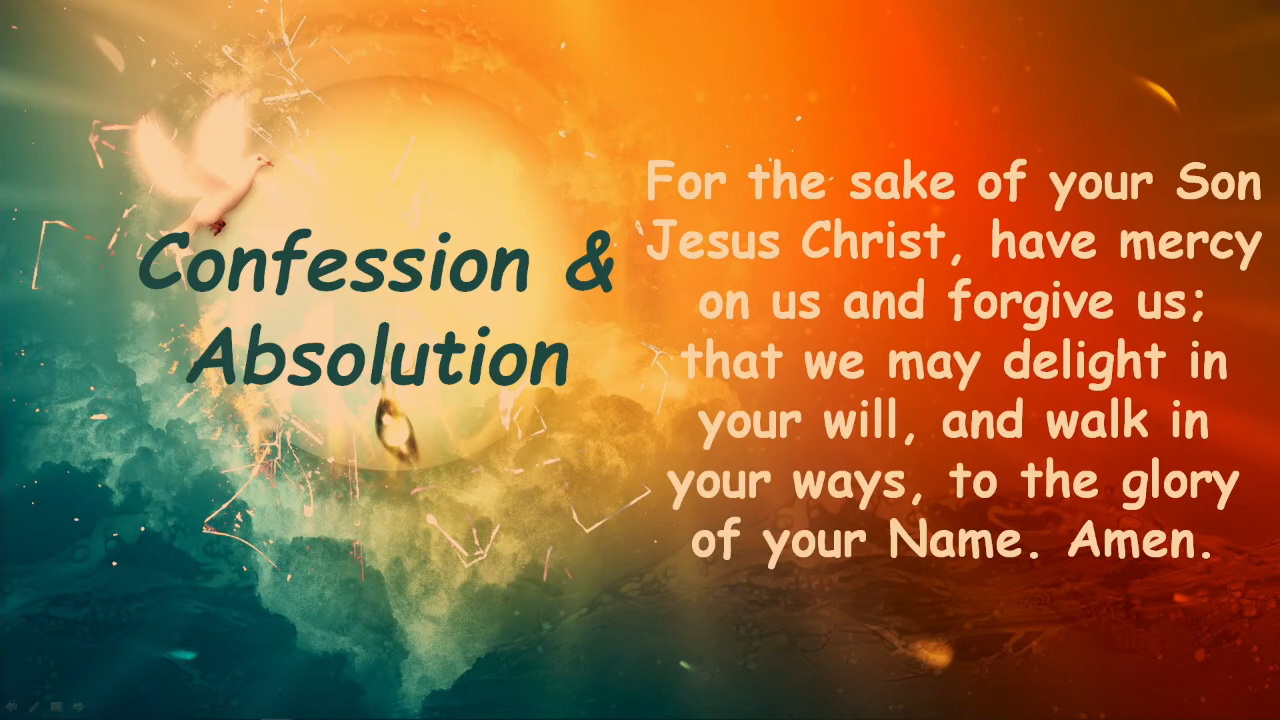 Confession &
Absolution
For the sake of your Son
Jesus Christ, have mercy
on us and forgive us;
that we may delight in
your will, and walk in
your ways, to the glory
of your Name. Amen.